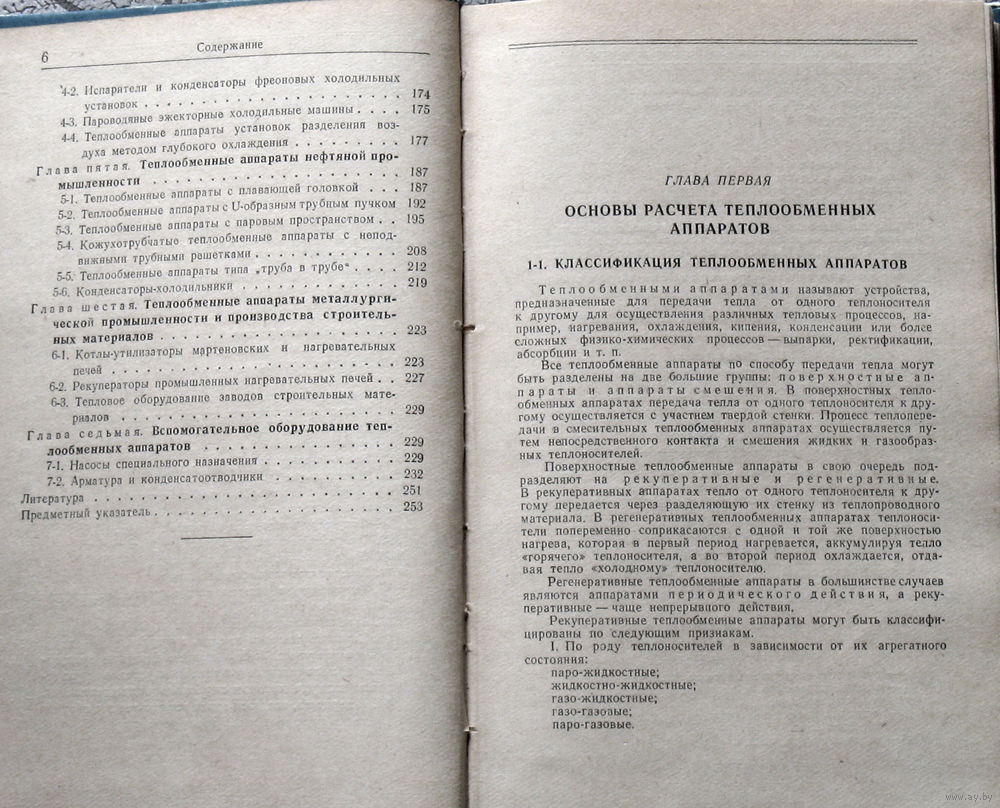 6
Содержание
4-2. Испарители и конденсаторы фреоновых холодильных
установок . . . . . . . . . . . . . . . . . . . . . . 174
4-3. Пароводяные эжекторные холодильные машины . . . . 175
4-4. Теплообменные аппараты установок разделения воз-
духа методом глубокого охлаждения . . . . . . . . . 177
Глава пятая. Теплообменные аппараты нефтяной про-
мышленности . . . . . . . . . . . . . . . . . . . . . 187
5-1. Теплообменные аппараты с плавающей головкой . . . 187
5-2. Теплообменные аппараты с U-образным трубным пучком 192
5-3. Теплообменные аппараты с паровым пространством . . 195
5-4. Кожухотрубчатые теплообменные аппараты с непод-
вижными трубными решетками . . . . . . . . . . . . 208
5-5. Теплообменные аппараты типа „труба в трубе“ . . . . 212
5-6. Конденсаторы-холодильники . . . . . . . . . . . . . 219
Глава шестая. Теплообменные аппараты металлурги-
ческой промышленности и производства строитель-
ных материалов . . . . . . . . . . . . . . . . . . . 223
6-1. Котлы-утилизаторы мартеновских и нагревательных
печей . . . . . . . . . . . . . . . . . . . . . . . . 223
6-2. Рекуператоры промышленных нагревательных печей . . 227
6-3. Тепловое оборудование заводов строительных мате-
риалов . . . . . . . . . . . . . . . . . . . . . . . 229
Глава седьмая. Вспомогательное оборудование теп-
лообменных аппаратов . . . . . . . . . . . . . . . . 229
7-1. Насосы специального назначения . . . . . . . . . . 229
7-2. Арматура и конденсатоотводчики . . . . . . . . . . 232
Литература . . . . . . . . . . . . . . . . . . . . . . 251
Предметный указатель . . . . . . . . . . . . . . . . . 253
ГЛАВА ПЕРВАЯ
ОСНОВЫ РАСЧЕТА ТЕПЛООБМЕННЫХ
АППАРАТОВ
1-1. КЛАССИФИКАЦИЯ ТЕПЛООБМЕННЫХ АППАРАТОВ
Теплообменными аппаратами называют устройства,
предназначенные для передачи тепла от одного теплоносителя
к другому для осуществления различных тепловых процессов, на-
пример, нагревания, охлаждения, кипения, конденсации или более
сложных физико-химических процессов — выпарки, ректификации,
абсорбции и т. п.
Все теплообменные аппараты по способу передачи тепла могут
быть разделены на две большие группы: поверхностные ап-
параты и аппараты смешения. В поверхностных тепло-
обменных аппаратах передача тепла от одного теплоносителя к дру-
гому осуществляется с участием твердой стенки. Процесс теплопере-
дачи в смесительных теплообменных аппаратах осуществляется пу-
тем непосредственного контакта и смешения жидких и газообраз-
ных теплоносителей.
Поверхностные теплообменные аппараты в свою очередь под-
разделяют на рекуперативные и регенеративные.
В рекуперативных аппаратах тепло от одного теплоносителя к дру-
гому передается через разделяющую их стенку из теплопроводного
материала. В регенеративных теплообменных аппаратах теплоноси-
тели попеременно соприкасаются с одной и той же поверхностью
нагрева, которая в первый период нагревается, аккумулируя тепло
«горячего» теплоносителя, а во второй период охлаждается, отда-
вая тепло «холодному» теплоносителю.
Регенеративные теплообменные аппараты в большинстве случаев
являются аппаратами периодического действия, а реку-
перативные — чаще непрерывного действия.
Рекуперативные теплообменные аппараты могут быть классифи-
цированы по следующим признакам.
1. По роду теплоносителей в зависимости от их агрегатного
состояния:
паро-жидкостные;
жидкостно-жидкостные;
газо-жидкостные;
газо-газовые;
паро-газовые.
www.ay.by